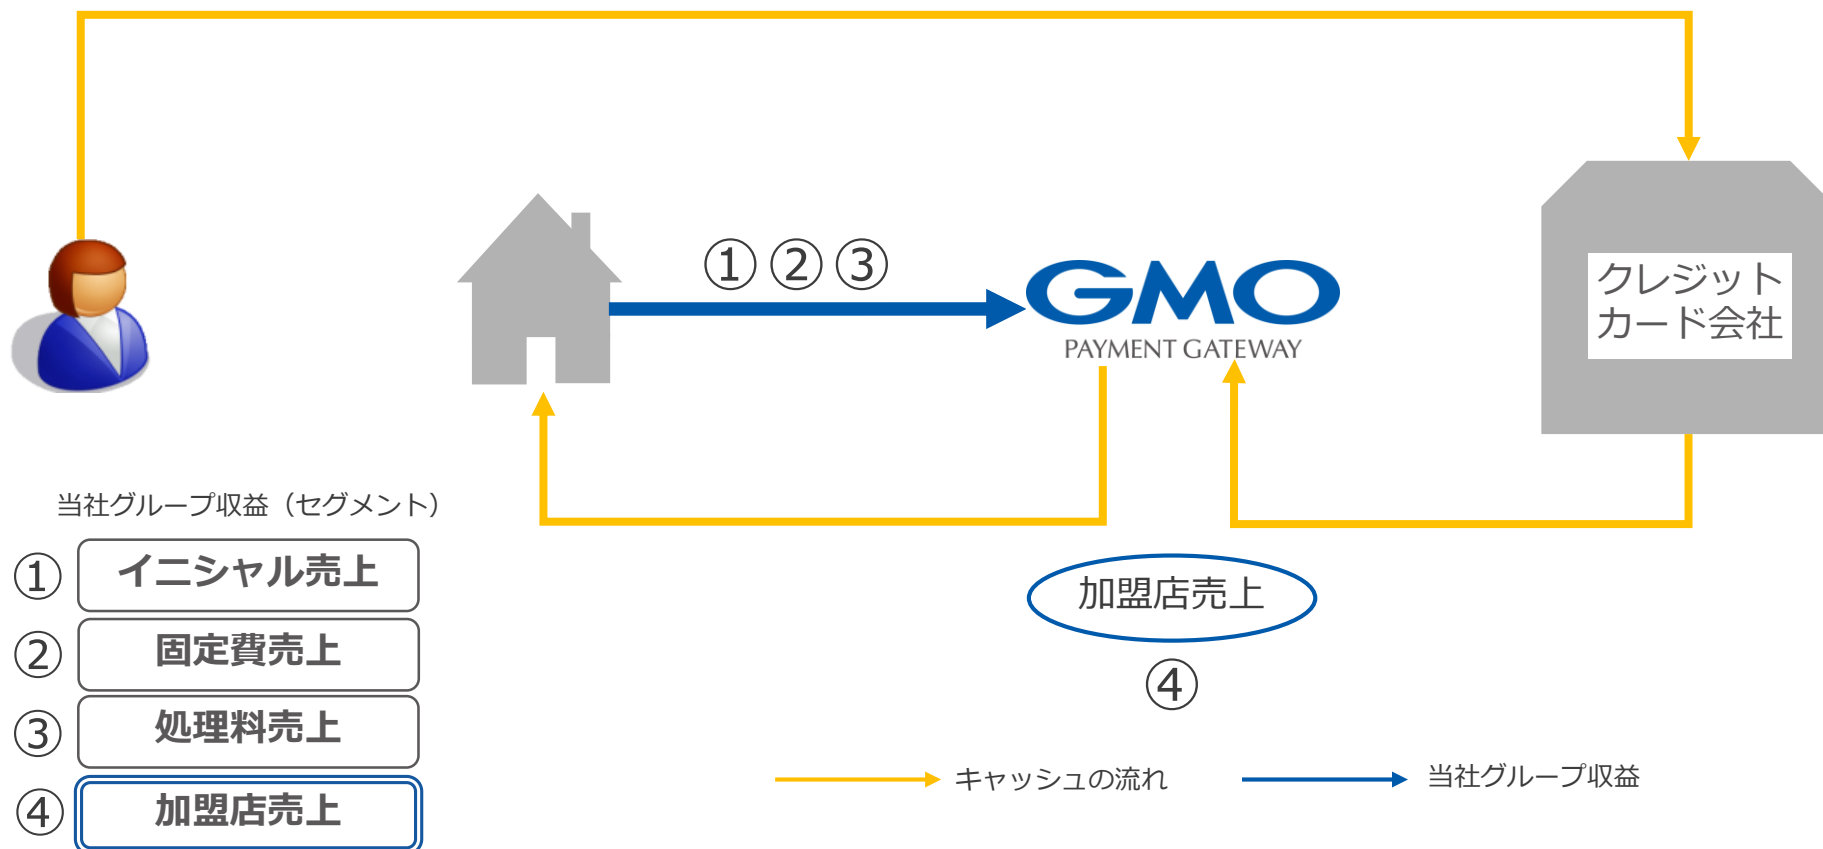 ① ② ③
GMO
PAYMENT GATEWAY
クレジット
カード会社
当社グループ収益（セグメント）
① イニシャル売上
② 固定費売上
③ 処理料売上
④ 加盟店売上
加盟店売上
④
キャッシュの流れ
当社グループ収益